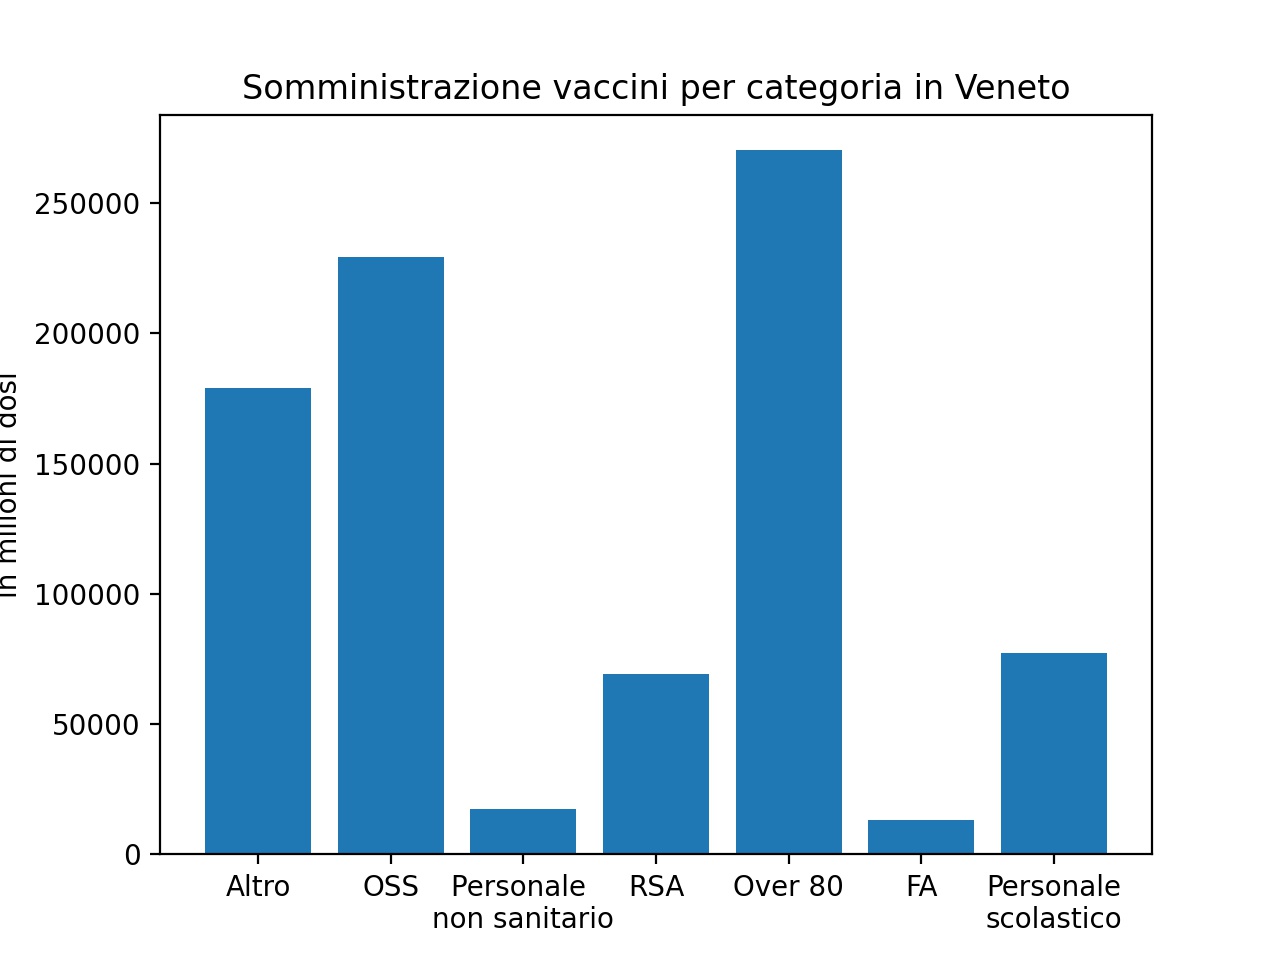 Somministrazione vaccini per categoria in Veneto
250000
200000
150000
100000
50000
0
in milioni di dosi
Altro
OSS
Personale
non sanitario
RSA
Over 80
FA
Personale
scolastico